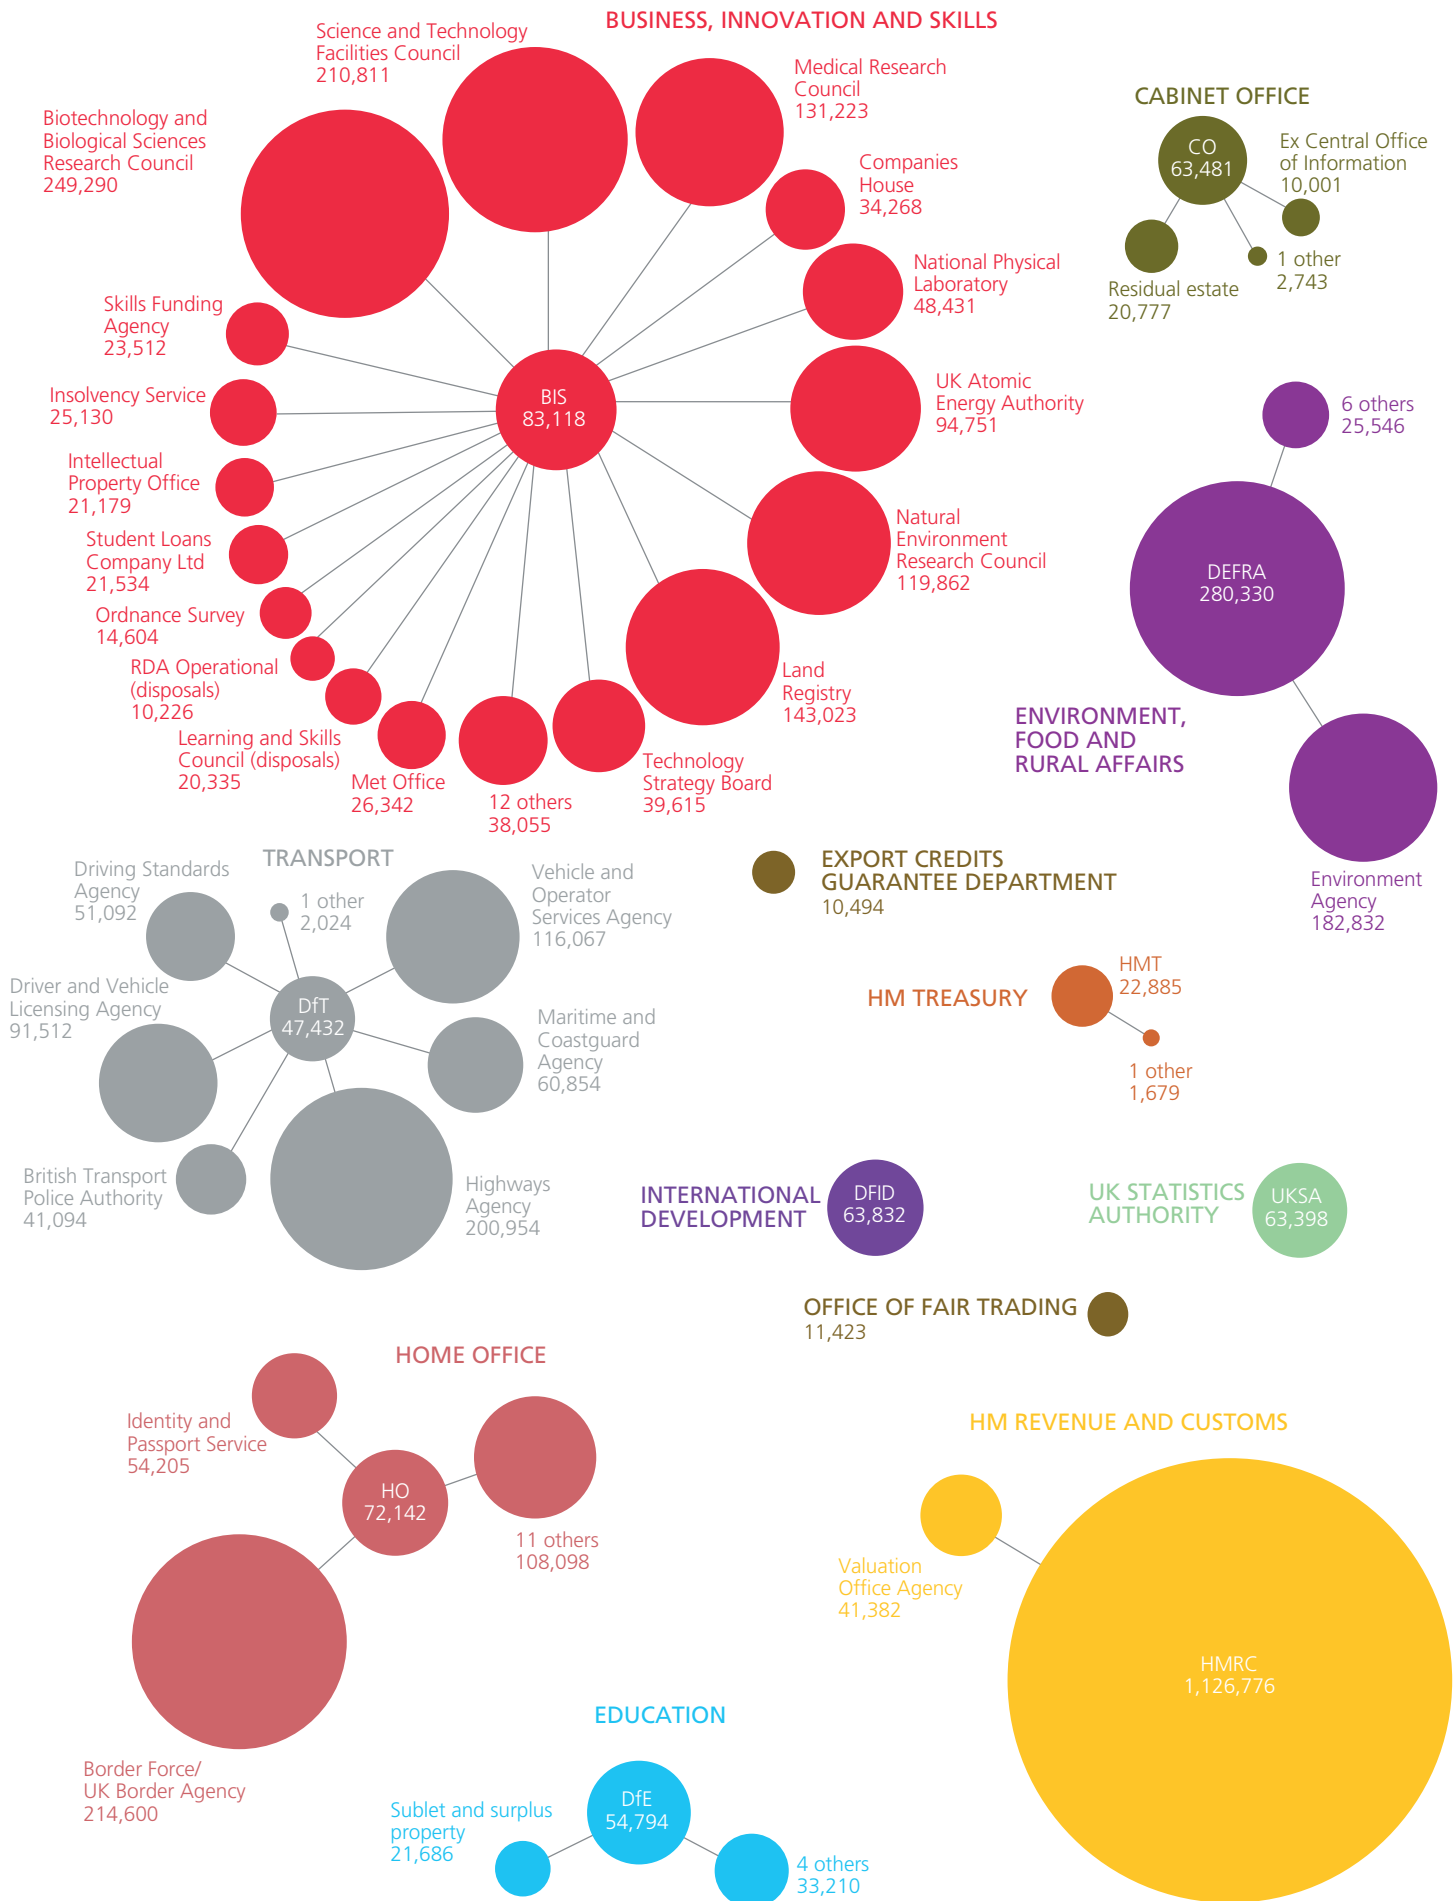 BUSINESS, INNOVATION AND SKILLS
Science and Technology
Facilities Council
210,811
Medical Research
Council
131,223
Biotechnology and
Biological Sciences
Research Council
249,290
Companies
House
34,268
National Physical
Laboratory
48,431
Skills Funding
Agency
23,512
UK Atomic
Energy Authority
94,751
Insolvency Service
25,130
BIS
83,118
Intellectual
Property Office
21,179
Natural
Environment
Research Council
119,862
Student Loans
Company Ltd
21,534
Ordnance Survey
14,604
RDA Operational
(disposals)
10,226
Land
Registry
143,023
Learning and Skills
Council (disposals)
20,335
Met Office
26,342
12 others
38,055
Technology
Strategy Board
39,615
CABINET OFFICE
CO
63,481
Ex Central Office
of Information
10,001
1 other
2,743
Residual estate
20,777
6 others
25,546
DEFRA
280,330
ENVIRONMENT,
FOOD AND
RURAL AFFAIRS
Environment
Agency
182,832
TRANSPORT
Driving Standards
Agency
51,092
1 other
2,024
Vehicle and
Operator
Services Agency
116,067
Driver and Vehicle
Licensing Agency
91,512
DfT
47,432
Maritime and
Coastguard
Agency
60,854
British Transport
Police Authority
41,094
Highways
Agency
200,954
EXPORT CREDITS
GUARANTEE DEPARTMENT
10,494
HM TREASURY
HMT
22,885
1 other
1,679
INTERNATIONAL
DEVELOPMENT
DFID
63,832
UK STATISTICS
AUTHORITY
UKSA
63,398
OFFICE OF FAIR TRADING
11,423
HOME OFFICE
Identity and
Passport Service
54,205
HO
72,142
11 others
108,098
Border Force/
UK Border Agency
214,600
HM REVENUE AND CUSTOMS
Valuation
Office Agency
41,382
HMRC
1,126,776
EDUCATION
DfE
54,794
Sublet and surplus
property
21,686
4 others
33,210